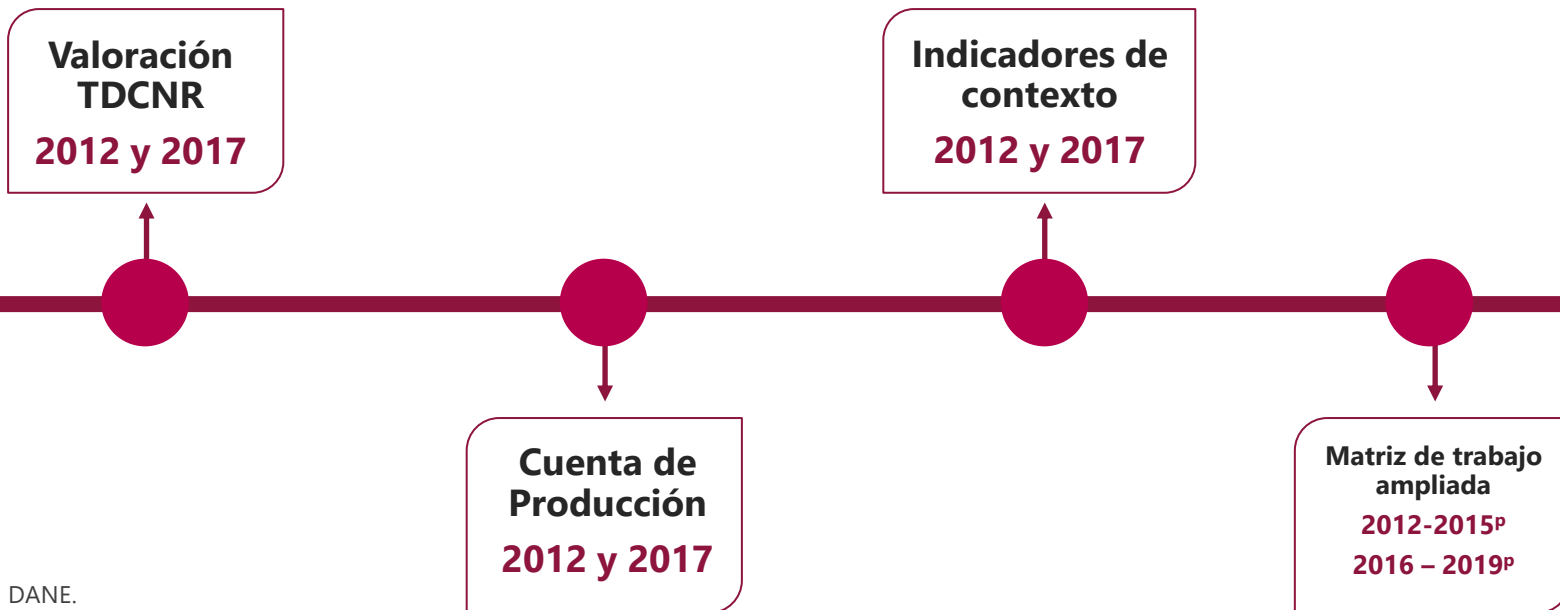 Valoración
TDCNR
2012 y 2017
Indicadores de
contexto
2012 y 2017
Cuenta de
Producción
2012 y 2017
Matriz de trabajo
ampliada
2012-2015ᵖ
2016 – 2019ᵖ
DANE.